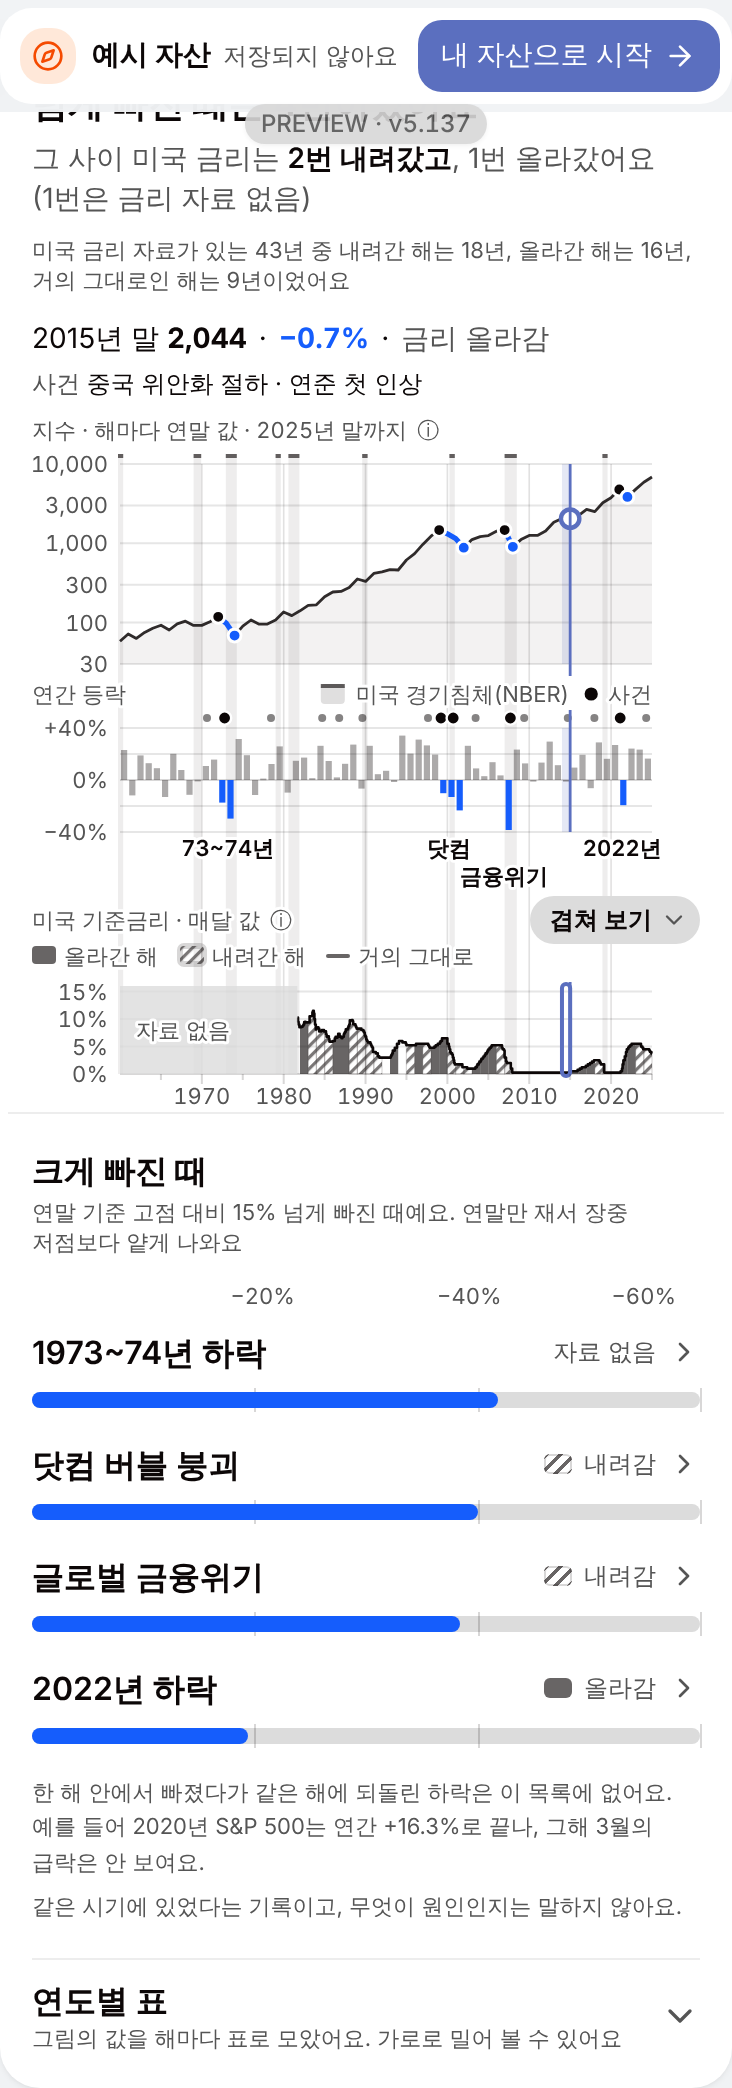 예시 자산 저장되지 않아요 내 자산으로 시작 →
PREVIEW · v5.137
그 사이 미국 금리는 2번 내려갔고, 1번 올라갔어요
(1번은 금리 자료 없음)
미국 금리 자료가 있는 43년 중 내려간 해는 18년, 올라간 해는 16년,
거의 그대로인 해는 9년이었어요
2015년 말 2,044 · −0.7% · 금리 올라감
사건 중국 위안화 절하 · 연준 첫 인상
지수 · 해마다 연말 값 · 2025년 말까지 ⓘ
10,000
3,000
1,000
300
100
30
연간 등락 미국 경기침체(NBER) 사건
+40%
0%
−40%
73~74년 닷컴 2022년
금융위기
미국 기준금리 · 매달 값 ⓘ 겹쳐 보기
올라간 해 내려간 해 거의 그대로
15%
10%
자료 없음
5%
0%
1970 1980 1990 2000 2010 2020
크게 빠진 때
연말 기준 고점 대비 15% 넘게 빠진 때예요. 연말만 재서 장중
저점보다 얕게 나와요
−20% −40% −60%
1973~74년 하락 자료 없음
닷컴 버블 붕괴 내려감
글로벌 금융위기 내려감
2022년 하락 올라감
한 해 안에서 빠졌다가 같은 해에 되돌린 하락은 이 목록에 없어요.
예를 들어 2020년 S&P 500는 연간 +16.3%로 끝나, 그해 3월의
급락은 안 보여요.
같은 시기에 있었다는 기록이고, 무엇이 원인인지는 말하지 않아요.
연도별 표
그림의 값을 해마다 표로 모았어요. 가로로 밀어 볼 수 있어요